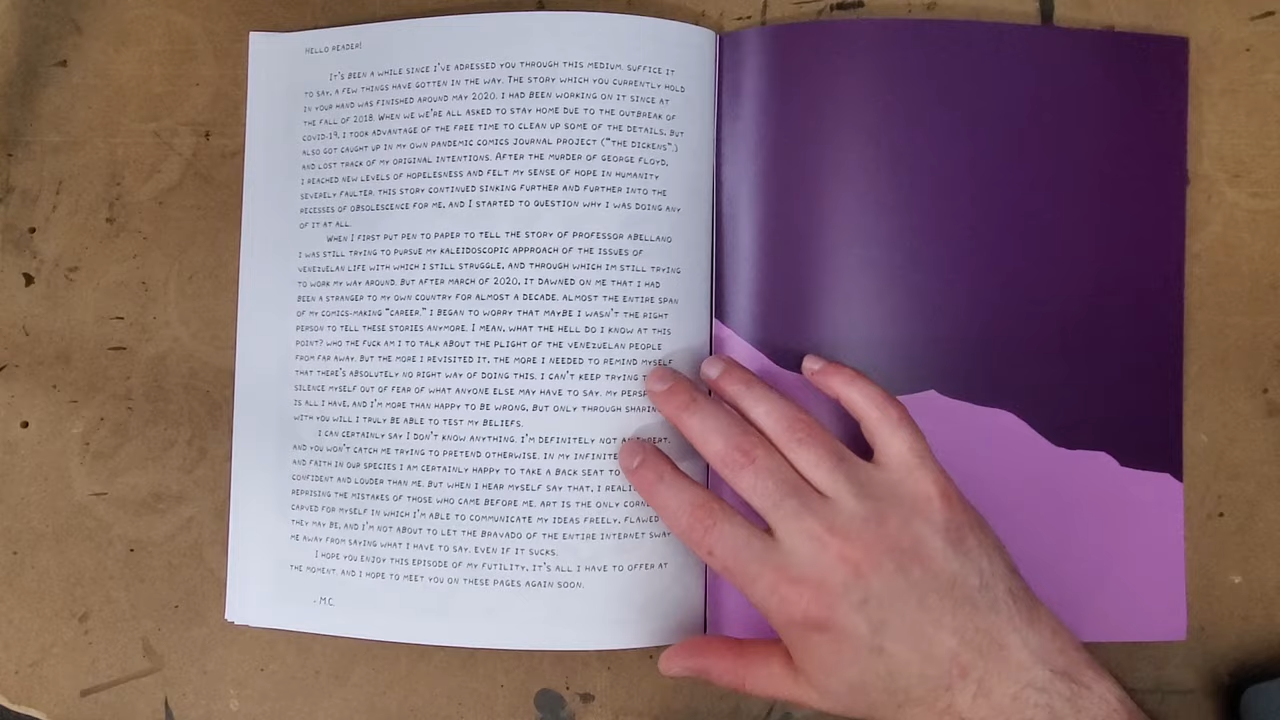 HELLO READER!
IT'S BEEN A WHILE SINCE I'VE ADRESSED YOU THROUGH THIS MEDIUM. SUFFICE IT
TO SAY, A FEW THINGS HAVE GOTTEN IN THE WAY. THE STORY WHICH YOU CURRENTLY HOLD
IN YOUR HAND WAS FINISHED AROUND MAY 2020. I HAD BEEN WORKING ON IT SINCE AT
THE FALL OF 2018. WHEN WE WE'RE ALL ASKED TO STAY HOME DUE TO THE OUTBREAK OF
COVID-19, I TOOK ADVANTAGE OF THE FREE TIME TO CLEAN UP SOME OF THE DETAILS, BUT
ALSO GOT CAUGHT UP IN MY OWN PANDEMIC COMICS JOURNAL PROJECT ("THE DICKENS",)
AND LOST TRACK OF MY ORIGINAL INTENTIONS. AFTER THE MURDER OF GEORGE FLOYD,
I REACHED NEW LEVELS OF HOPELESNESS AND FELT MY SENSE OF HOPE IN HUMANITY
SEVERELY FAULTER. THIS STORY CONTINUED SINKING FURTHER AND FURTHER INTO THE
RECESSES OF OBSOLESCENCE FOR ME, AND I STARTED TO QUESTION WHY I WAS DOING ANY
OF IT AT ALL.
WHEN I FIRST PUT PEN TO PAPER TO TELL THE STORY OF PROFESSOR ABELLANO
I WAS STILL TRYING TO PURSUE MY KALEIDOSCOPIC APPROACH OF THE ISSUES OF
VENEZUELAN LIFE WITH WHICH I STILL STRUGGLE, AND THROUGH WHICH IM STILL TRYING
TO WORK MY WAY AROUND. BUT AFTER MARCH OF 2020, IT DAWNED ON ME THAT I HAD
BEEN A STRANGER TO MY OWN COUNTRY FOR ALMOST A DECADE. ALMOST THE ENTIRE SPAN
OF MY COMICS-MAKING "CAREER." I BEGAN TO WORRY THAT MAYBE I WASN'T THE RIGHT
PERSON TO TELL THESE STORIES ANYMORE. I MEAN, WHAT THE HELL DO I KNOW AT THIS
POINT? WHO THE FUCK AM I TO TALK ABOUT THE PLIGHT OF THE VENEZUELAN PEOPLE
FROM FAR AWAY. BUT THE MORE I REVISITED IT, THE MORE I NEEDED TO REMIND MYSELF
THAT THERE'S ABSOLUTELY NO RIGHT WAY OF DOING THIS. I CAN'T KEEP TRYING
SILENCE MYSELF OUT OF FEAR OF WHAT ANYONE ELSE MAY HAVE TO SAY. MY
IS ALL I HAVE, AND I'M MORE THAN HAPPY TO BE WRONG, BUT ONLY THROUGH
WITH YOU WILL I TRULY BE ABLE TO TEST MY BELIEFS.
I CAN CERTAINLY SAY I DON'T KNOW ANYTHING. I'M DEFINITELY NOT AN EXPERT,
AND YOU WON'T CATCH ME TRYING TO PRETEND OTHERWISE. IN MY
AND FAITH IN OUR SPECIES I AM CERTAINLY HAPPY TO TAKE A BACK SEAT TO
CONFIDENT AND LOUDER THAN ME. BUT WHEN I HEAR MYSELF SAY THAT, I
REPRISING THE MISTAKES OF THOSE WHO CAME BEFORE ME. ART IS THE ONLY
CARVED FOR MYSELF IN WHICH I'M ABLE TO COMMUNICATE MY IDEAS FREELY, FLAWED
THEY MAY BE, AND I'M NOT ABOUT TO LET THE BRAVADO OF THE ENTIRE INTERNET SWAY
ME AWAY FROM SAYING WHAT I HAVE TO SAY. EVEN IF IT SUCKS.
I HOPE YOU ENJOY THIS EPISODE OF MY FUTILITY. IT'S ALL I HAVE TO OFFER AT
THE MOMENT. AND I HOPE TO MEET YOU ON THESE PAGES AGAIN SOON.
- M.C.